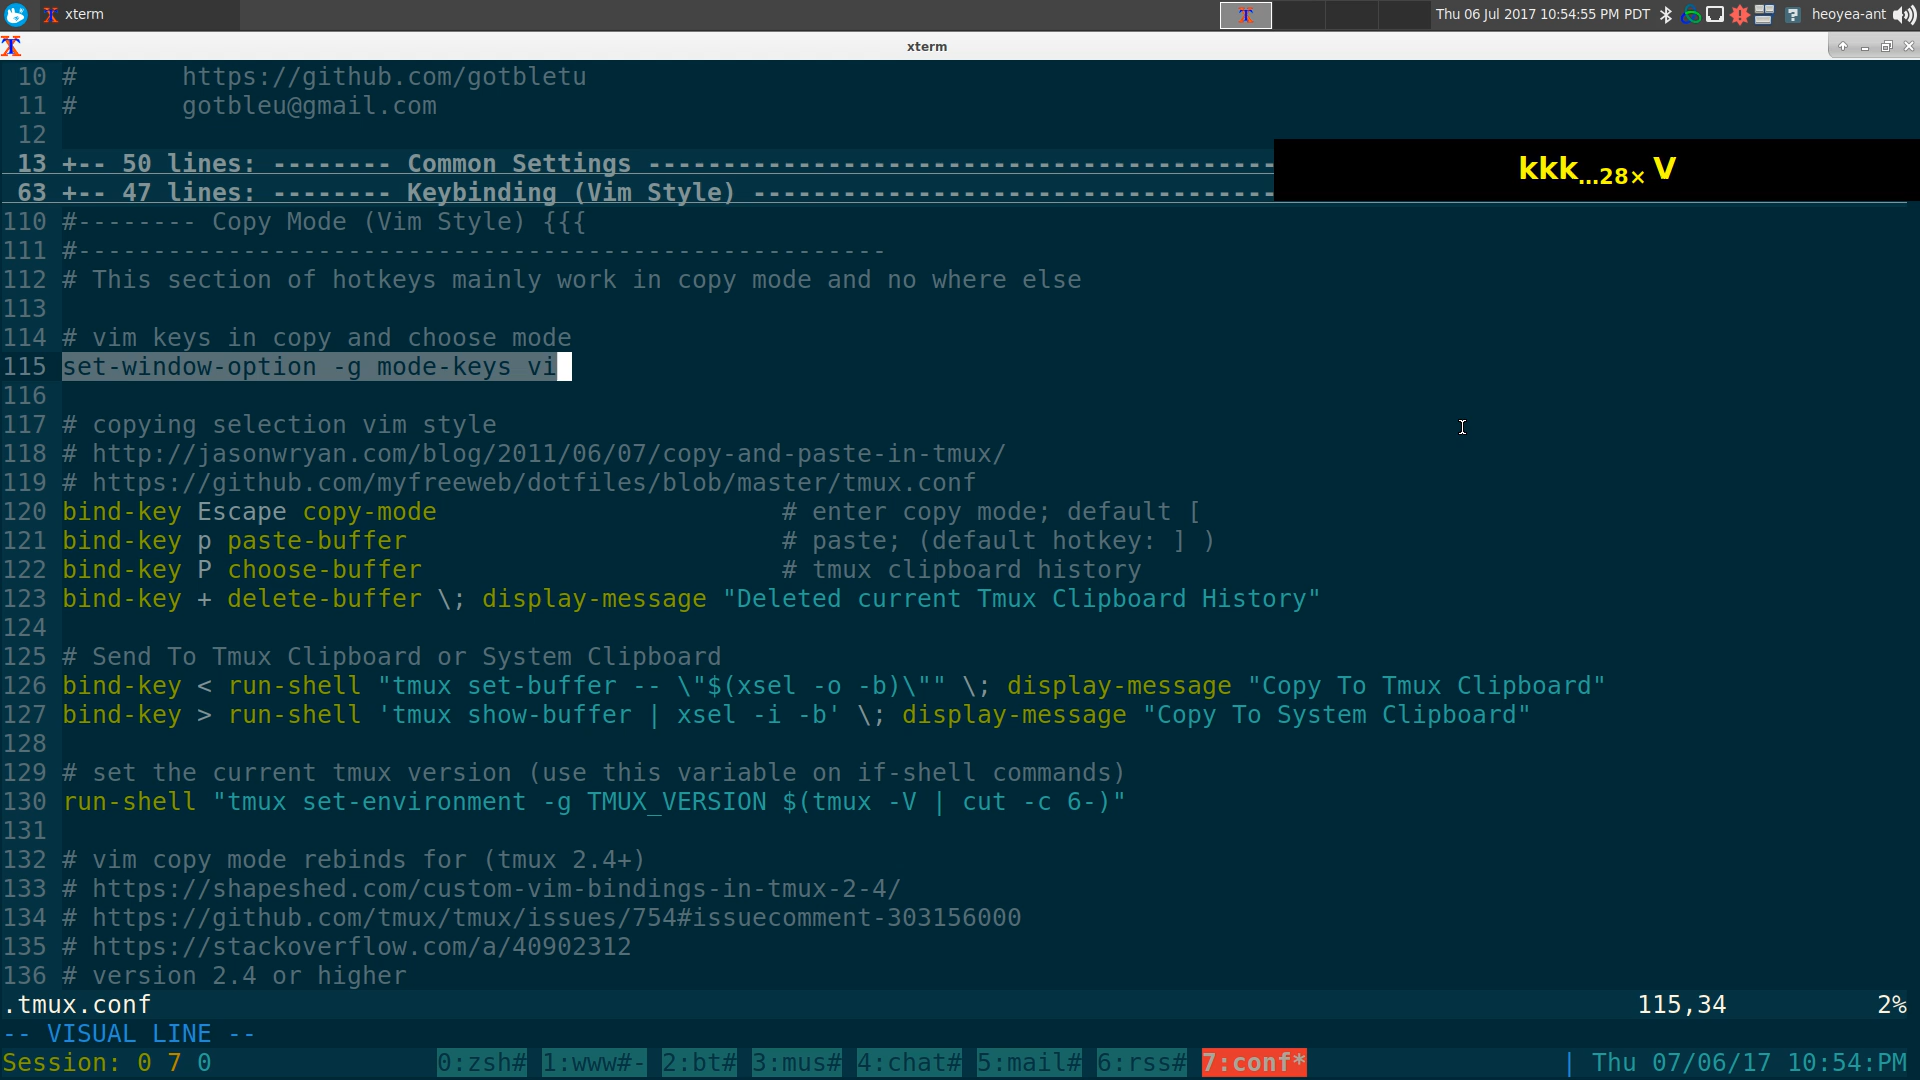 xterm
Thu 06 Jul 2017 10:54:55 PM PDT
heoyea-ant
xterm
10 #       https://github.com/gotbletu
11 #       gotbleu@gmail.com
12
13 +-- 50 lines: -------- Common Settings ------------------------------------------
kkk...28× V
63 +-- 47 lines: -------- Keybinding (Vim Style) -----------------------------------
110 #-------- Copy Mode (Vim Style) {{{
111 #------------------------------------------------------
112 # This section of hotkeys mainly work in copy mode and no where else
113
114 # vim keys in copy and choose mode
115 set-window-option -g mode-keys vi
116
117 # copying selection vim style
118 # http://jasonwryan.com/blog/2011/06/07/copy-and-paste-in-tmux/
119 # https://github.com/myfreeweb/dotfiles/blob/master/tmux.conf
120 bind-key Escape copy-mode                       # enter copy mode; default [
121 bind-key p paste-buffer                         # paste; (default hotkey: ] )
122 bind-key P choose-buffer                        # tmux clipboard history
123 bind-key + delete-buffer \; display-message "Deleted current Tmux Clipboard History"
124
125 # Send To Tmux Clipboard or System Clipboard
126 bind-key < run-shell "tmux set-buffer -- \"$(xsel -o -b)\"" \; display-message "Copy To Tmux Clipboard"
127 bind-key > run-shell 'tmux show-buffer | xsel -i -b' \; display-message "Copy To System Clipboard"
128
129 # set the current tmux version (use this variable on if-shell commands)
130 run-shell "tmux set-environment -g TMUX_VERSION $(tmux -V | cut -c 6-)"
131
132 # vim copy mode rebinds for (tmux 2.4+)
133 # https://shapeshed.com/custom-vim-bindings-in-tmux-2-4/
134 # https://github.com/tmux/tmux/issues/754#issuecomment-303156000
135 # https://stackoverflow.com/a/40902312
136 # version 2.4 or higher
.tmux.conf 115,34 2%
-- VISUAL LINE --
Session: 0 7 0 0:zsh# 1:www#- 2:bt# 3:mus# 4:chat# 5:mail# 6:rss# 7:conf* | Thu 07/06/17 10:54:PM